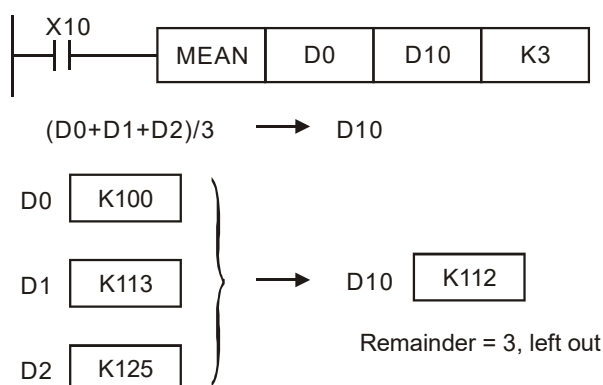 X10
MEAN D0 D10 K3
(D0+D1+D2)/3 → D10
D0 K100
D1 K113 → D10 K112
Remainder = 3, left out
D2 K125